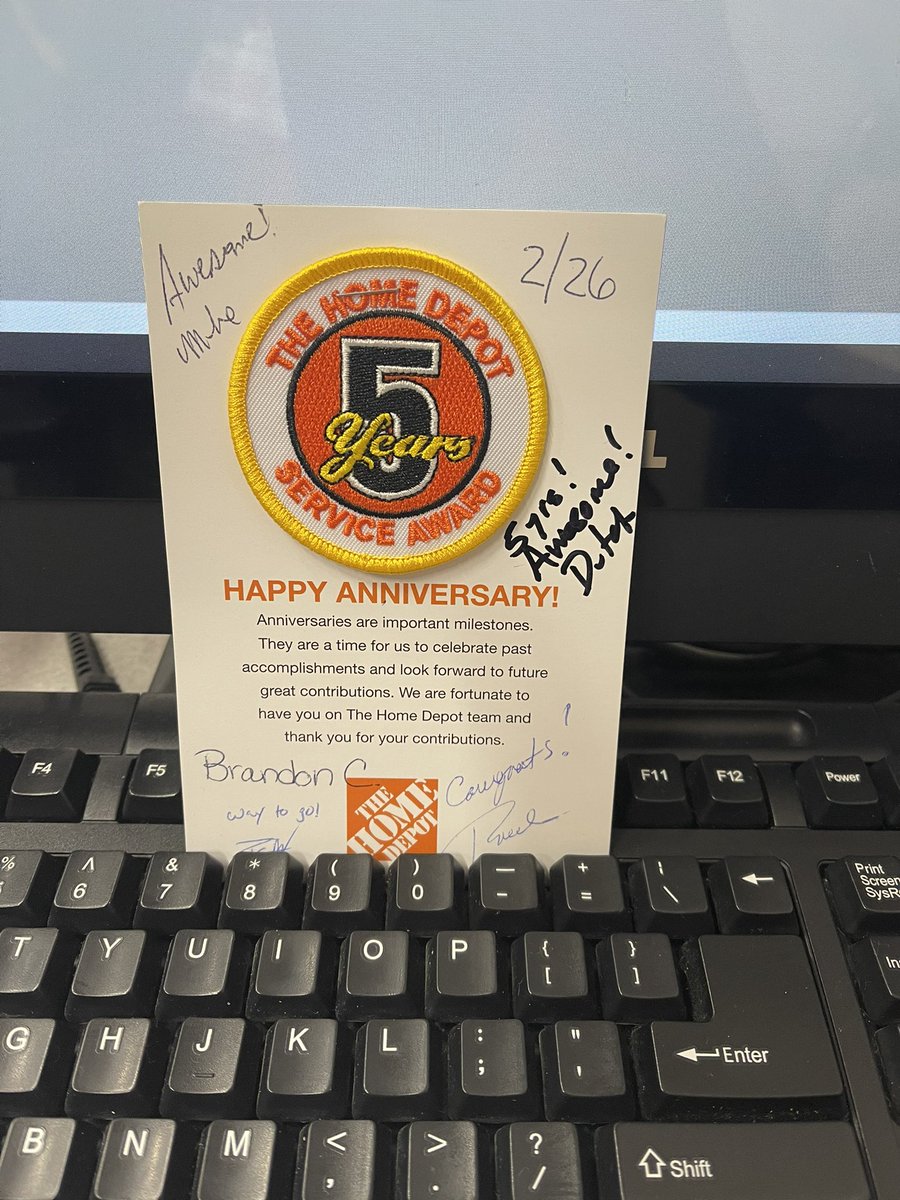 Awesome!
Mike
2/26
THE HOME DEPOT
5
Years
SERVICE AWARD
5 yrs!
Awesome!
L
HAPPY ANNIVERSARY!
Anniversaries are important milestones.
They are a time for us to celebrate past
accomplishments and look forward to future
great contributions. We are fortunate to
have you on The Home Depot team and
thank you for your contributions.
Brandon C.
way to go!
Congrats!
THE
HOME
DEPOT
F4 F5 F11 F12 Power
% ^ 6 & 7 * 8 ( 9 ) 0 — - + = ¦ \ Print Screen SysR
T Y U I O P { [ } ] In
G H J K L : ; " ' Enter
B N M < , > . ? / Shift